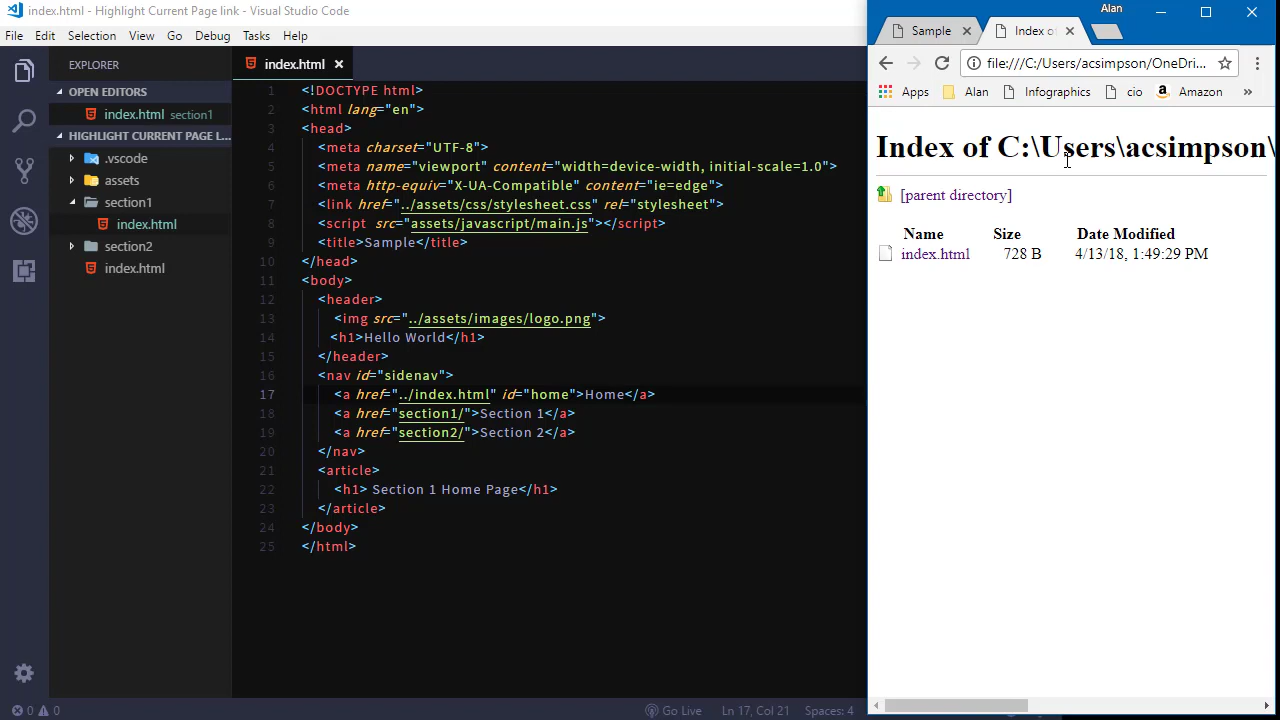 index.html - Highlight Current Page link - Visual Studio Code
File Edit Selection View Go Debug Tasks Help
EXPLORER
OPEN EDITORS
index.html section1
HIGHLIGHT CURRENT PAGE L...
.vscode
assets
section1
index.html
section2
index.html
index.html
1 <!DOCTYPE html>
2 <html lang="en">
3 <head>
4 <meta charset="UTF-8">
5 <meta name="viewport" content="width=device-width, initial-scale=1.0">
6 <meta http-equiv="X-UA-Compatible" content="ie=edge">
7 <link href="../assets/css/stylesheet.css" rel="stylesheet">
8 <script src="assets/javascript/main.js"></script>
9 <title>Sample</title>
10 </head>
11 <body>
12 <header>
13 <img src="../assets/images/logo.png">
14 <h1>Hello World</h1>
15 </header>
16 <nav id="sidenav">
17 <a href="../index.html" id="home">Home</a>
18 <a href="section1/">Section 1</a>
19 <a href="section2/">Section 2</a>
20 </nav>
21 <article>
22 <h1> Section 1 Home Page</h1>
23 </article>
24 </body>
25 </html>
0 0
Go Live Ln 17, Col 21 Spaces: 4
Alan
Sample
Index of
file:///C:/Users/acsimpson/OneDri...
Apps Alan Infographics cio Amazon »
Index of C:\Users\acsimpson\
[parent directory]
Name Size Date Modified
index.html 728 B 4/13/18, 1:49:29 PM